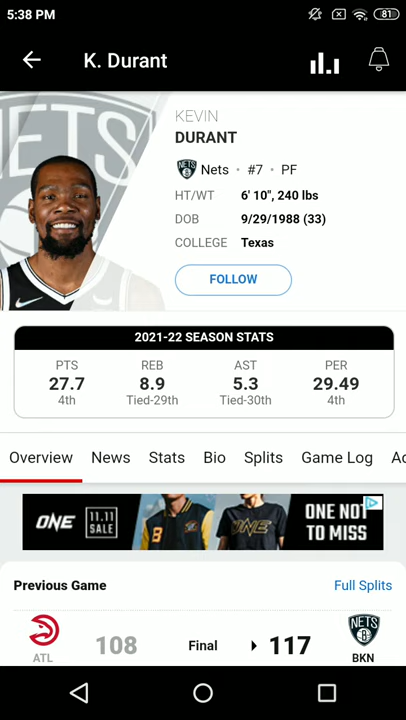 5:38 PM
81
K. Durant
KEVIN
DURANT
NETS
Nets • #7 • PF
HT/WT 6' 10", 240 lbs
DOB 9/29/1988 (33)
COLLEGE Texas
FOLLOW
2021-22 SEASON STATS
PTS REB AST PER
27.7 8.9 5.3 29.49
4th Tied-29th Tied-30th 4th
Overview News Stats Bio Splits Game Log Ac
ONE 11.11 SALE ONE NOT TO MISS
Previous Game Full Splits
ATL 108 Final 117 NETS BKN